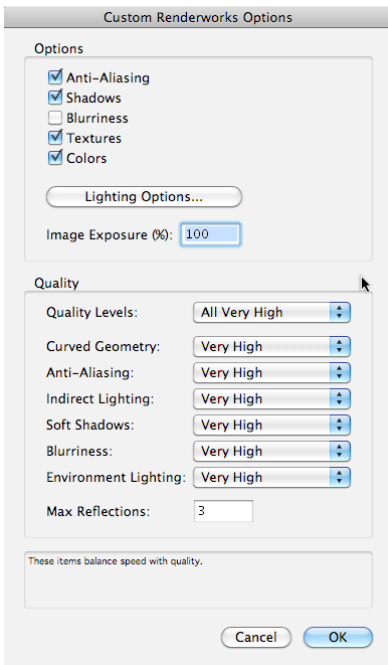 Custom Renderworks Options
Options
Anti-Aliasing
Shadows
Blurriness
Textures
Colors
Lighting Options...
Image Exposure (%): 100
Quality
Quality Levels: All Very High
Curved Geometry: Very High
Anti-Aliasing: Very High
Indirect Lighting: Very High
Soft Shadows: Very High
Blurriness: Very High
Environment Lighting: Very High
Max Reflections: 3
These items balance speed with quality.
Cancel OK